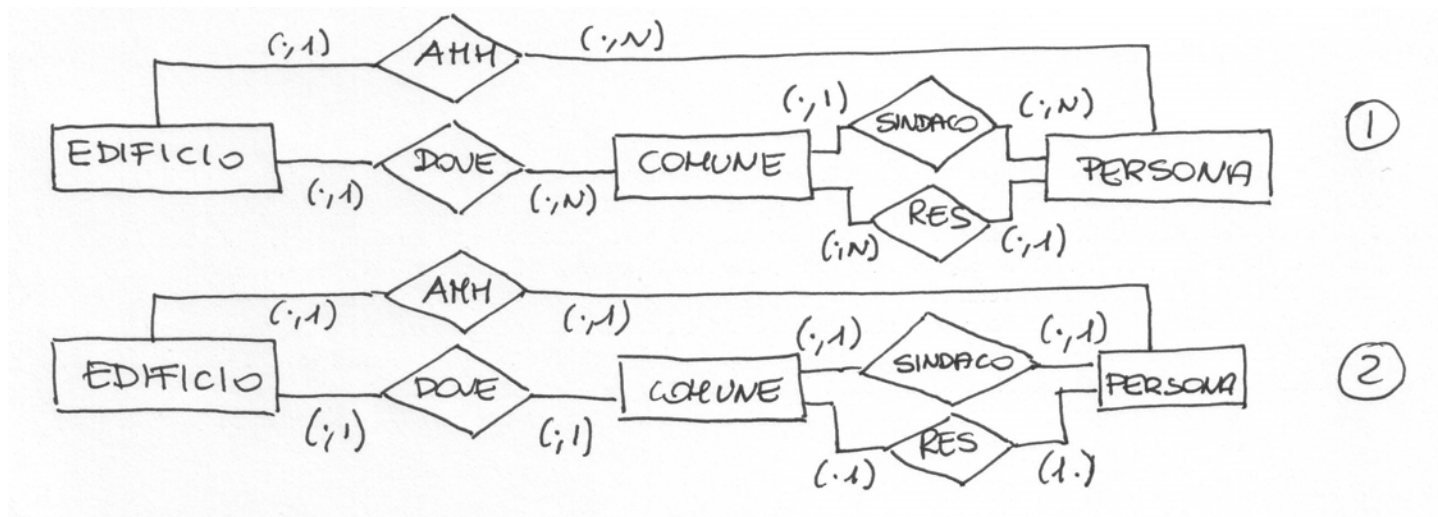 (·,1) AMM (·,N)
(·,1) SINDACO (·,N)
1
EDIFICIO DOVE COMUNE PERSONA
(·,1) (·,N) (·,N) RES (·,1)
AMM
(·,1) (·,1)
(·,1) SINDACO (·,1)
EDIFICIO DOVE COMUNE PERSONA 2
(·,1) (·,1) RES
(·1) (1·)